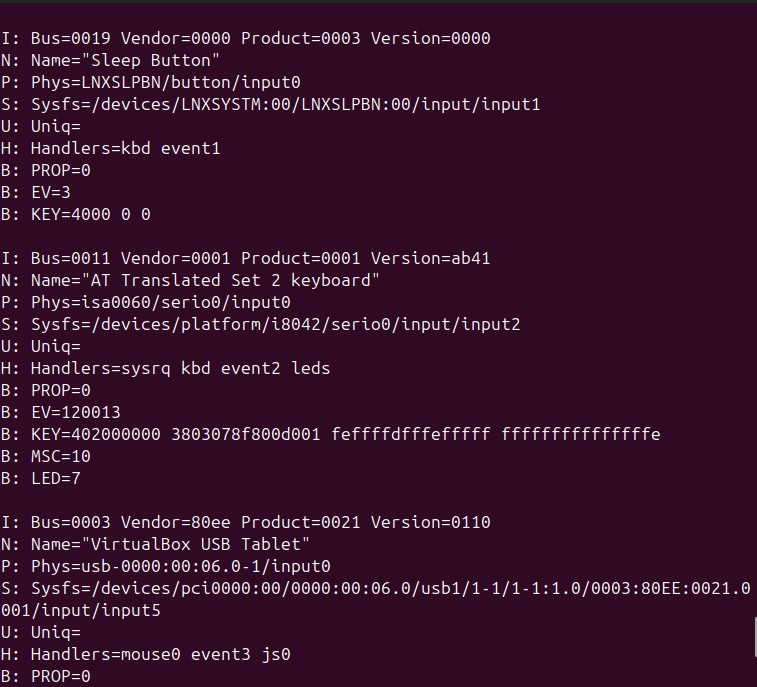 I: Bus=0019 Vendor=0000 Product=0003 Version=0000
N: Name="Sleep Button"
P: Phys=LNXSLPBN/button/input0
S: Sysfs=/devices/LNXSYSTM:00/LNXSLPBN:00/input/input1
U: Uniq=
H: Handlers=kbd event1
B: PROP=0
B: EV=3
B: KEY=4000 0 0
I: Bus=0011 Vendor=0001 Product=0001 Version=ab41
N: Name="AT Translated Set 2 keyboard"
P: Phys=isa0060/serio0/input0
S: Sysfs=/devices/platform/i8042/serio0/input/input2
U: Uniq=
H: Handlers=sysrq kbd event2 leds
B: PROP=0
B: EV=120013
B: KEY=402000000 3803078f800d001 feffffdfffefffff fffffffffffffffe
B: MSC=10
B: LED=7
I: Bus=0003 Vendor=80ee Product=0021 Version=0110
N: Name="VirtualBox USB Tablet"
P: Phys=usb-0000:00:06.0-1/input0
S: Sysfs=/devices/pci0000:00/0000:00:06.0/usb1/1-1/1-1:1.0/0003:80EE:0021.0
001/input/input5
U: Uniq=
H: Handlers=mouse0 event3 js0
B: PROP=0